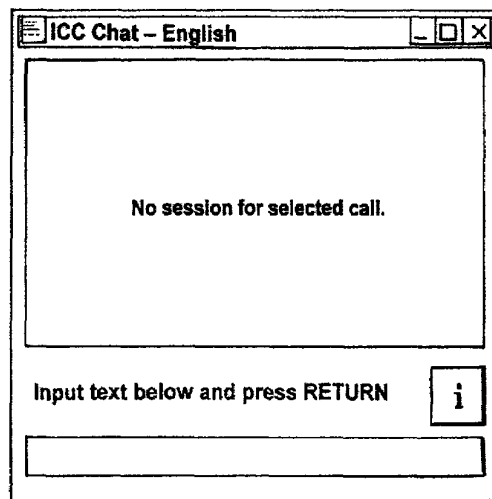 ICC Chat – English
No session for selected call.
Input text below and press RETURN
i